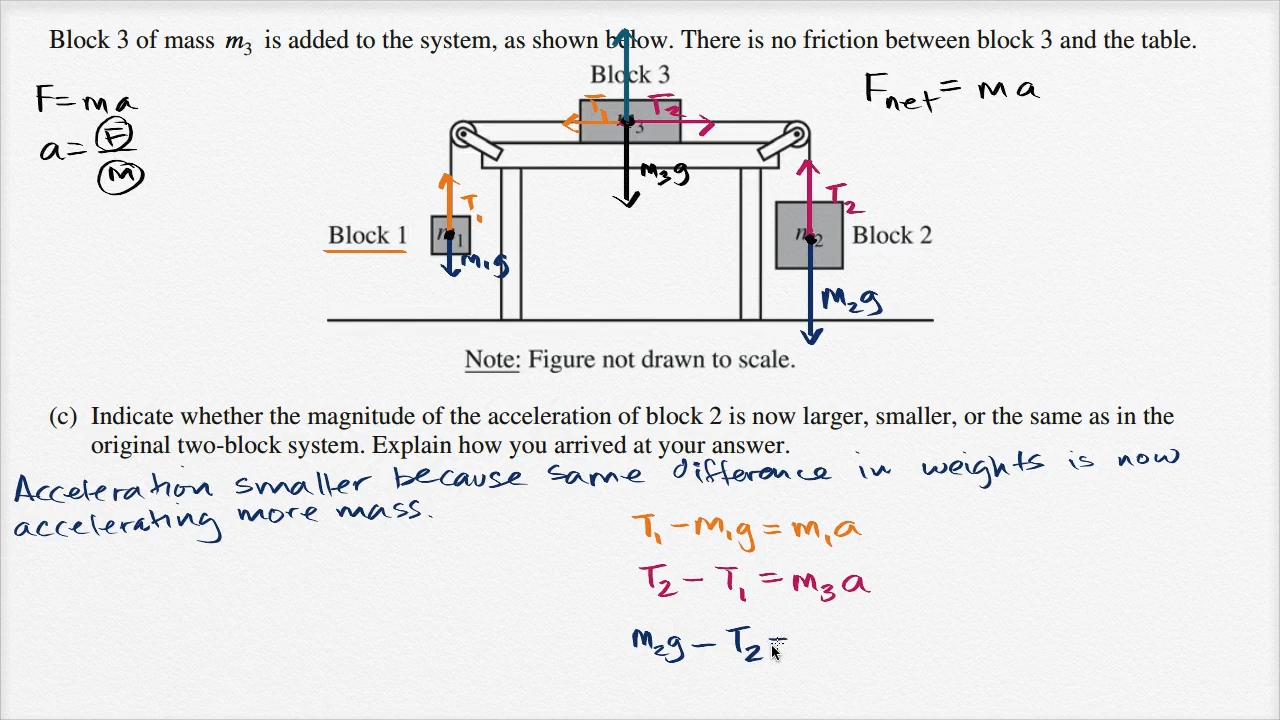 Block 3 of mass m₃ is added to the system, as shown below. There is no friction between block 3 and the table.
F = ma
a = F/M
Fnet = ma
Block 3
T₁
T₂
m₃
m₃g
T₁
T₂
Block 1
m₁
m₁g
m₂
Block 2
m₂g
Note: Figure not drawn to scale.
(c) Indicate whether the magnitude of the acceleration of block 2 is now larger, smaller, or the same as in the
original two-block system. Explain how you arrived at your answer.
Acceleration smaller because same difference in weights is now
accelerating more mass.
T₁ - m₁g = m₁a
T₂ - T₁ = m₃a
m₂g - T₂ =